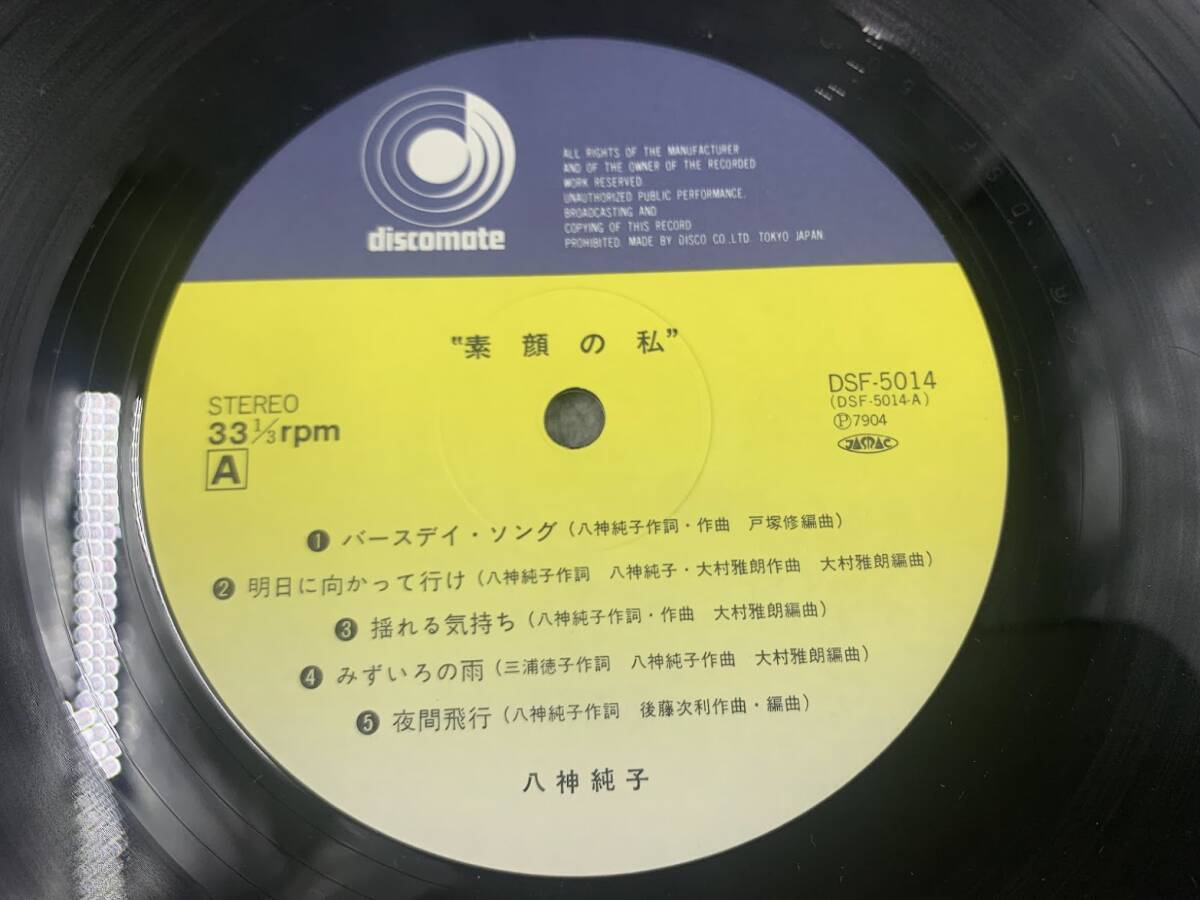 discomate
ALL RIGHTS OF THE MANUFACTURER
AND OF THE OWNER OF THE RECORDED
WORK RESERVED.
UNAUTHORIZED PUBLIC PERFORMANCE.
BROADCASTING AND
COPYING OF THIS RECORD
PROHIBITED. MADE BY DISCO CO.,LTD. TOKYO JAPAN.
"素顔の私"
STEREO
33 1/3 rpm
A
DSF-5014
(DSF-5014-A)
Ⓟ7904
JASRAC
❶ バースデイ・ソング (八神純子作詞・作曲 戸塚修編曲)
❷ 明日に向かって行け (八神純子作詞 八神純子・大村雅朗作曲 大村雅朗編曲)
❸ 揺れる気持ち (八神純子作詞・作曲 大村雅朗編曲)
❹ みずいろの雨 (三浦徳子作詞 八神純子作曲 大村雅朗編曲)
❺ 夜間飛行 (八神純子作詞 後藤次利作曲・編曲)
八神純子